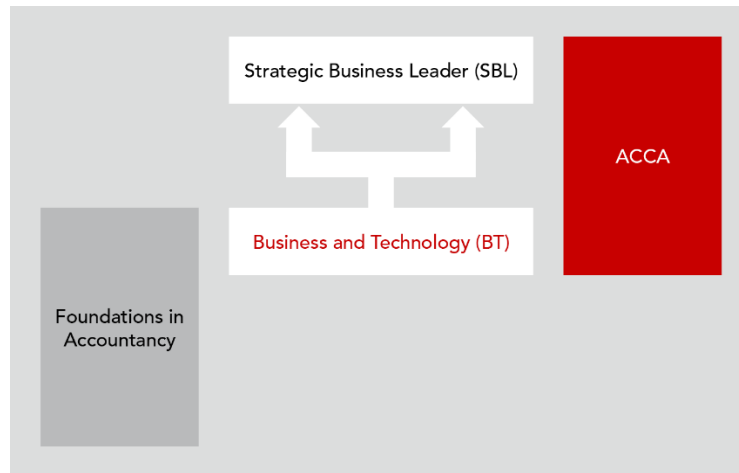 Strategic Business Leader (SBL)
ACCA
Business and Technology (BT)
Foundations in
Accountancy